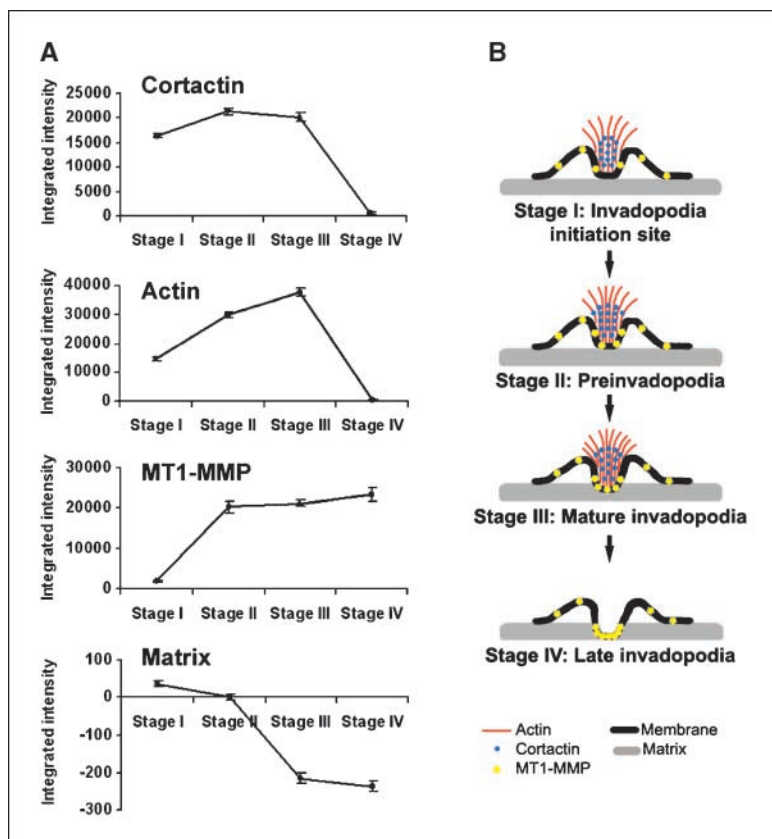 A
Cortactin
Integrated intensity
25000
20000
15000
10000
5000
0
Stage I Stage II Stage III Stage IV
Actin
Integrated intensity
40000
30000
20000
10000
0
Stage I Stage II Stage III Stage IV
MT1-MMP
Integrated intensity
30000
20000
10000
0
Stage I Stage II Stage III Stage IV
Matrix
Integrated intensity
100
0
-100
-200
-300
Stage I Stage II Stage III Stage IV
B
Stage I: Invadopodia
initiation site
Stage II: Preinvadopodia
Stage III: Mature invadopodia
Stage IV: Late invadopodia
Actin
Cortactin
MT1-MMP
Membrane
Matrix